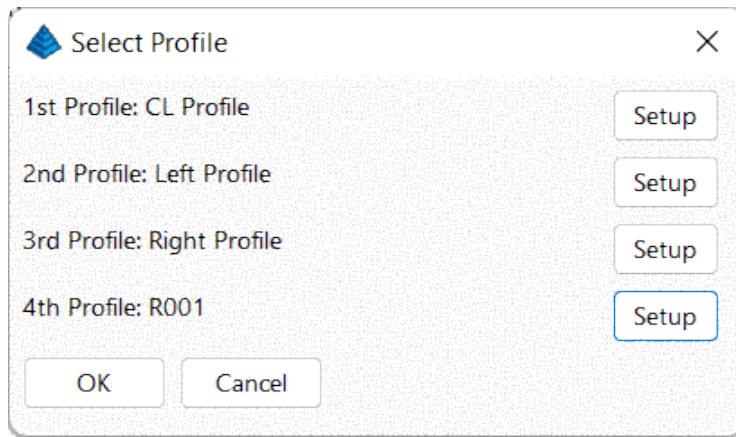 Select Profile
1st Profile: CL Profile
Setup
2nd Profile: Left Profile
Setup
3rd Profile: Right Profile
Setup
4th Profile: R001
Setup
OK
Cancel